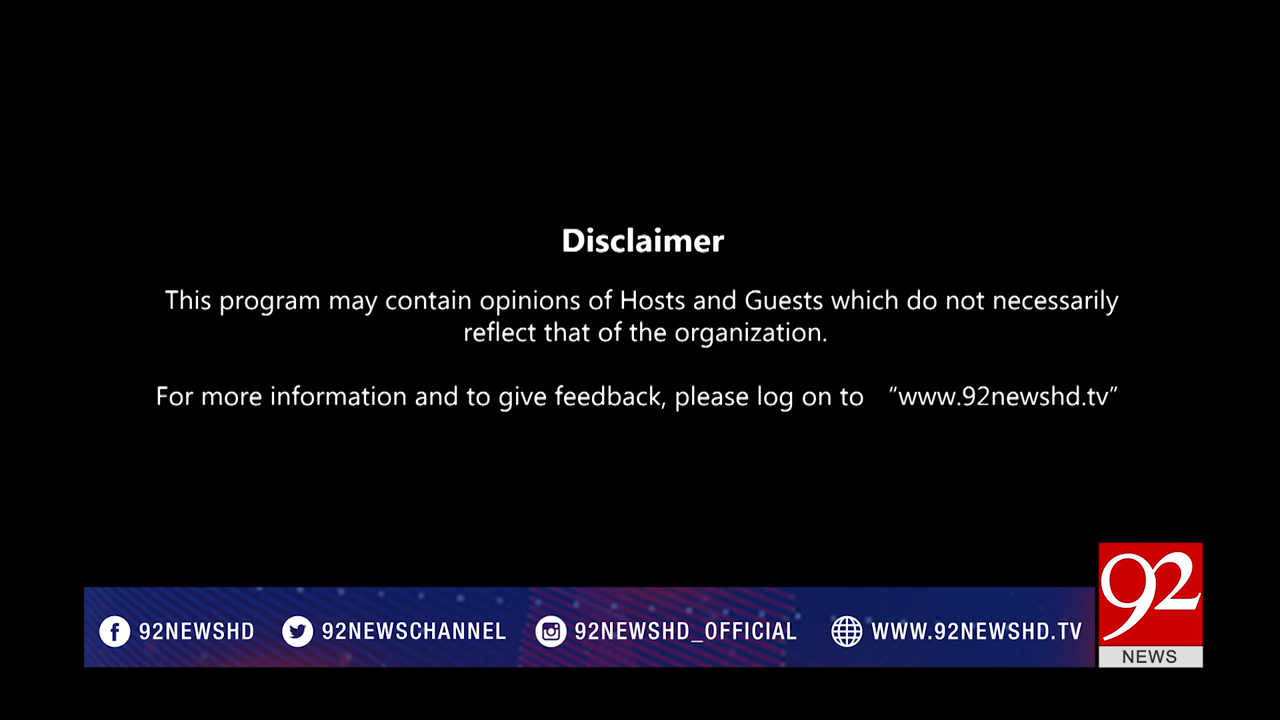 Disclaimer
This program may contain opinions of Hosts and Guests which do not necessarily
reflect that of the organization.
For more information and to give feedback, please log on to “www.92newshd.tv”
92NEWSHD 92NEWSCHANNEL 92NEWSHD_OFFICIAL WWW.92NEWSHD.TV
92
NEWS